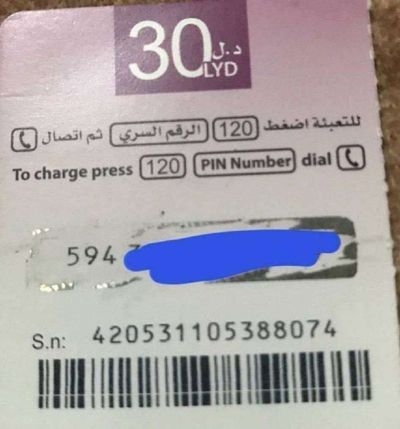 30 د.ل
LYD
للتعبئة اضغط 120 الرقم السري ثم اتصال
To charge press 120 PIN Number dial
594
S.n: 420531105388074